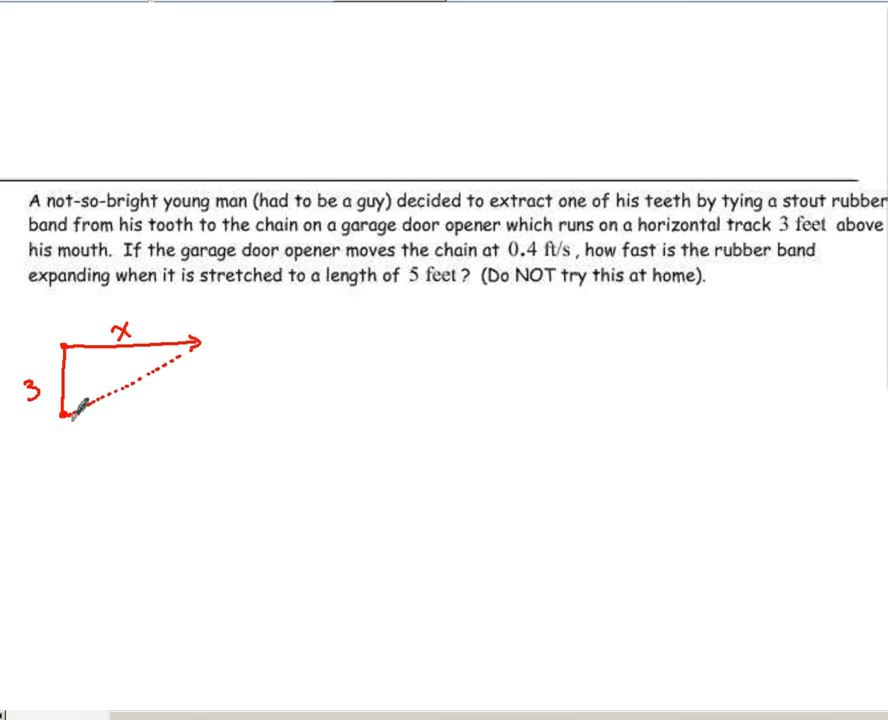 A not-so-bright young man (had to be a guy) decided to extract one of his teeth by tying a stout rubber
band from his tooth to the chain on a garage door opener which runs on a horizontal track 3 feet above
his mouth. If the garage door opener moves the chain at 0.4 ft/s, how fast is the rubber band
expanding when it is stretched to a length of 5 feet? (Do NOT try this at home).
x
3